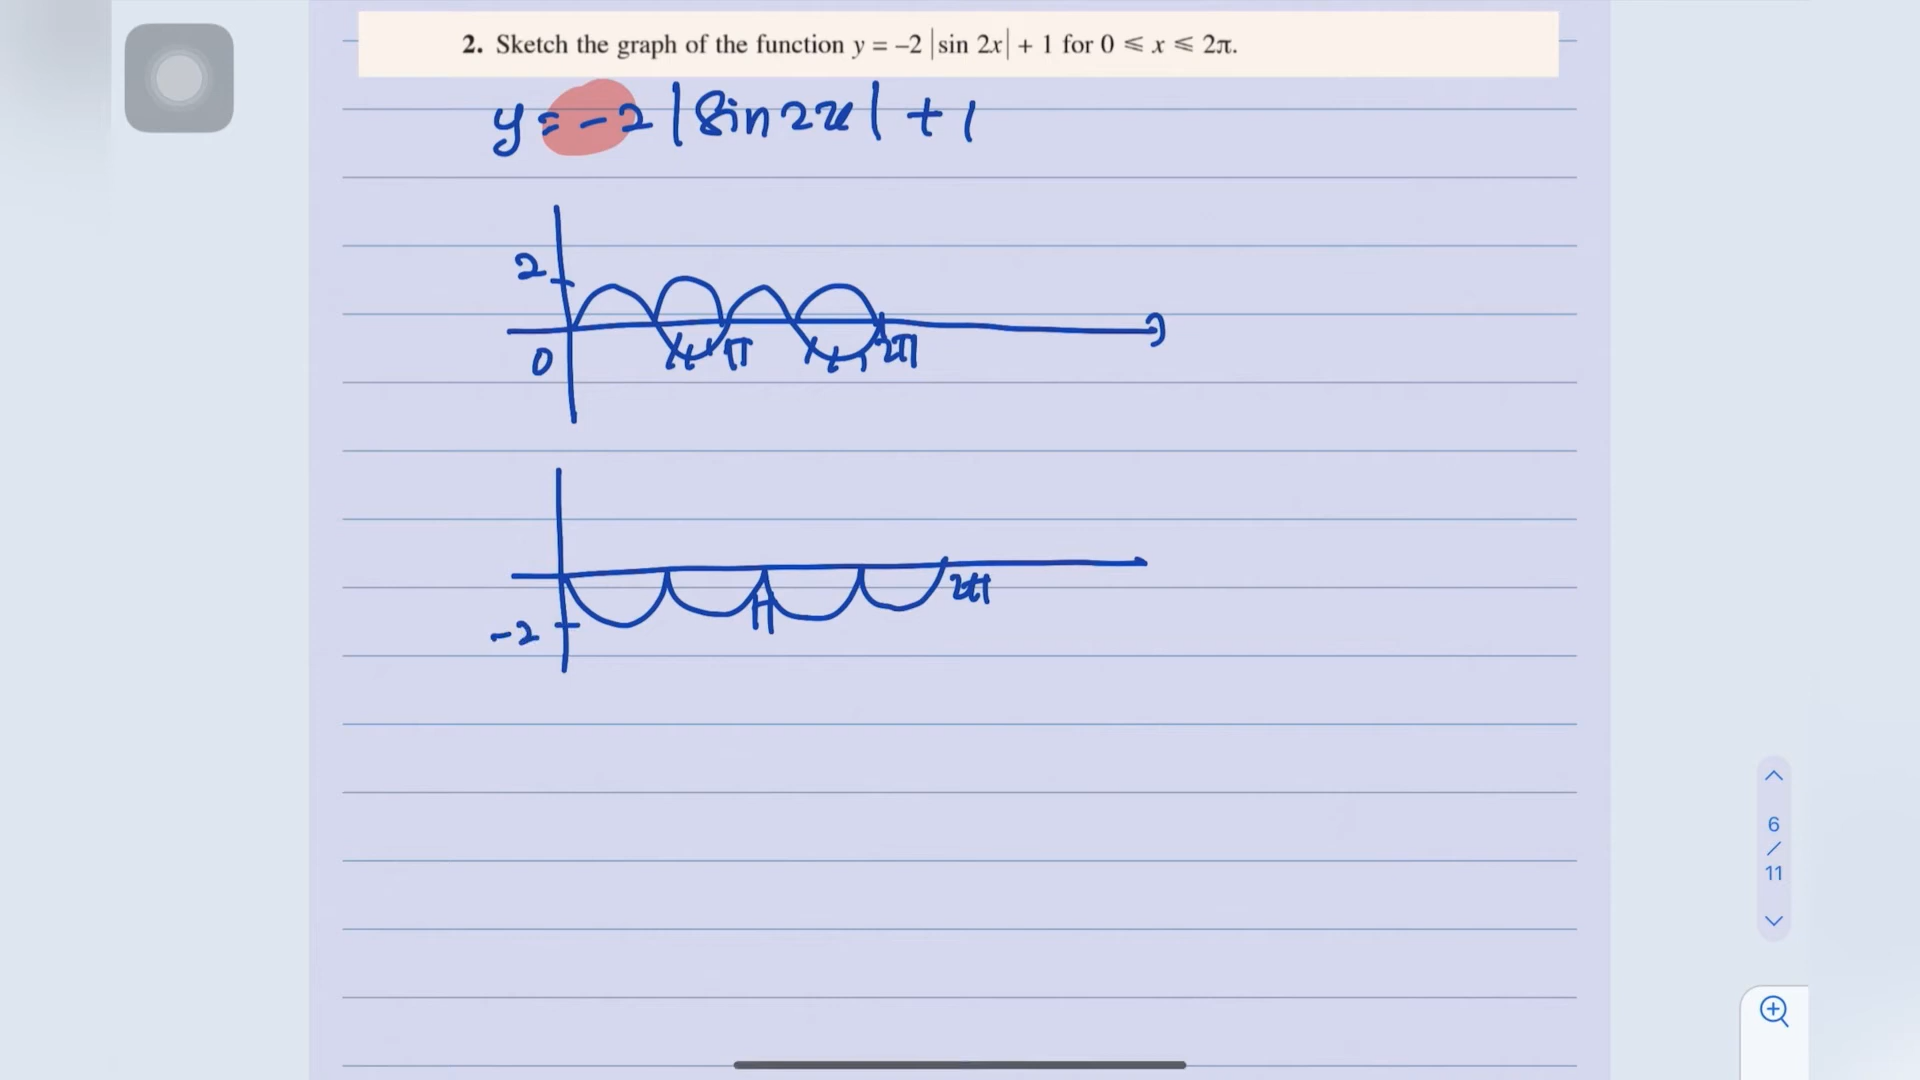 2. Sketch the graph of the function y = –2 |sin 2x| + 1 for 0 ⩽ x ⩽ 2π.
y = -2 |sin 2x| + 1
2
0
π
2π
-2
π
2π
6
/
11